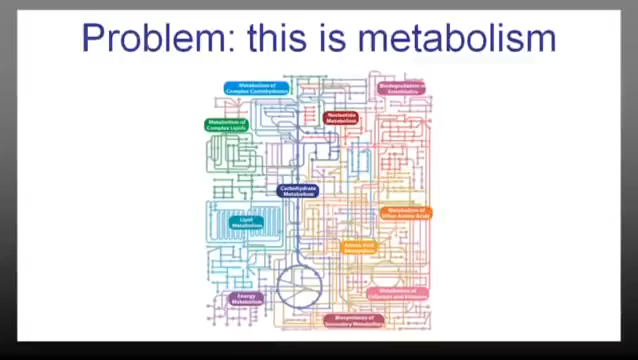 Problem: this is metabolism
Metabolism of
Complex Carbohydrates
Biodegradation of
Xenobiotics
Metabolism of
Complex Lipids
Nucleotide
Metabolism
Carbohydrate
Metabolism
Metabolism of
Other Amino Acids
Lipid
Metabolism
Amino Acid
Metabolism
Energy
Metabolism
Metabolism of
Cofactors and Vitamins
Biosynthesis of
Secondary Metabolites